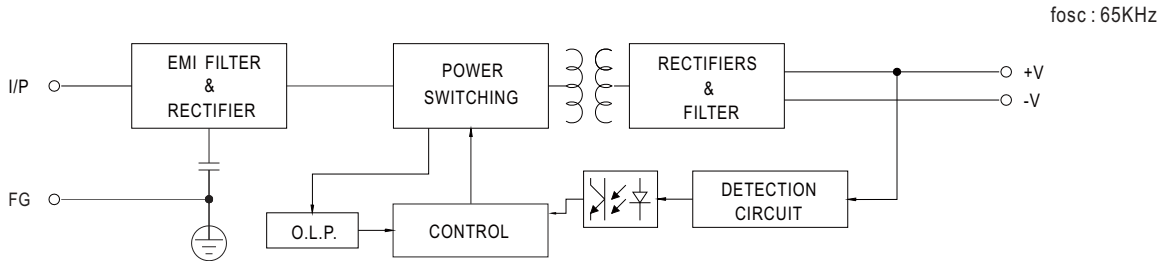 fosc : 65KHz
I/P
EMI FILTER
&
RECTIFIER
POWER
SWITCHING
RECTIFIERS
&
FILTER
+V
-V
FG
O.L.P.
CONTROL
DETECTION
CIRCUIT